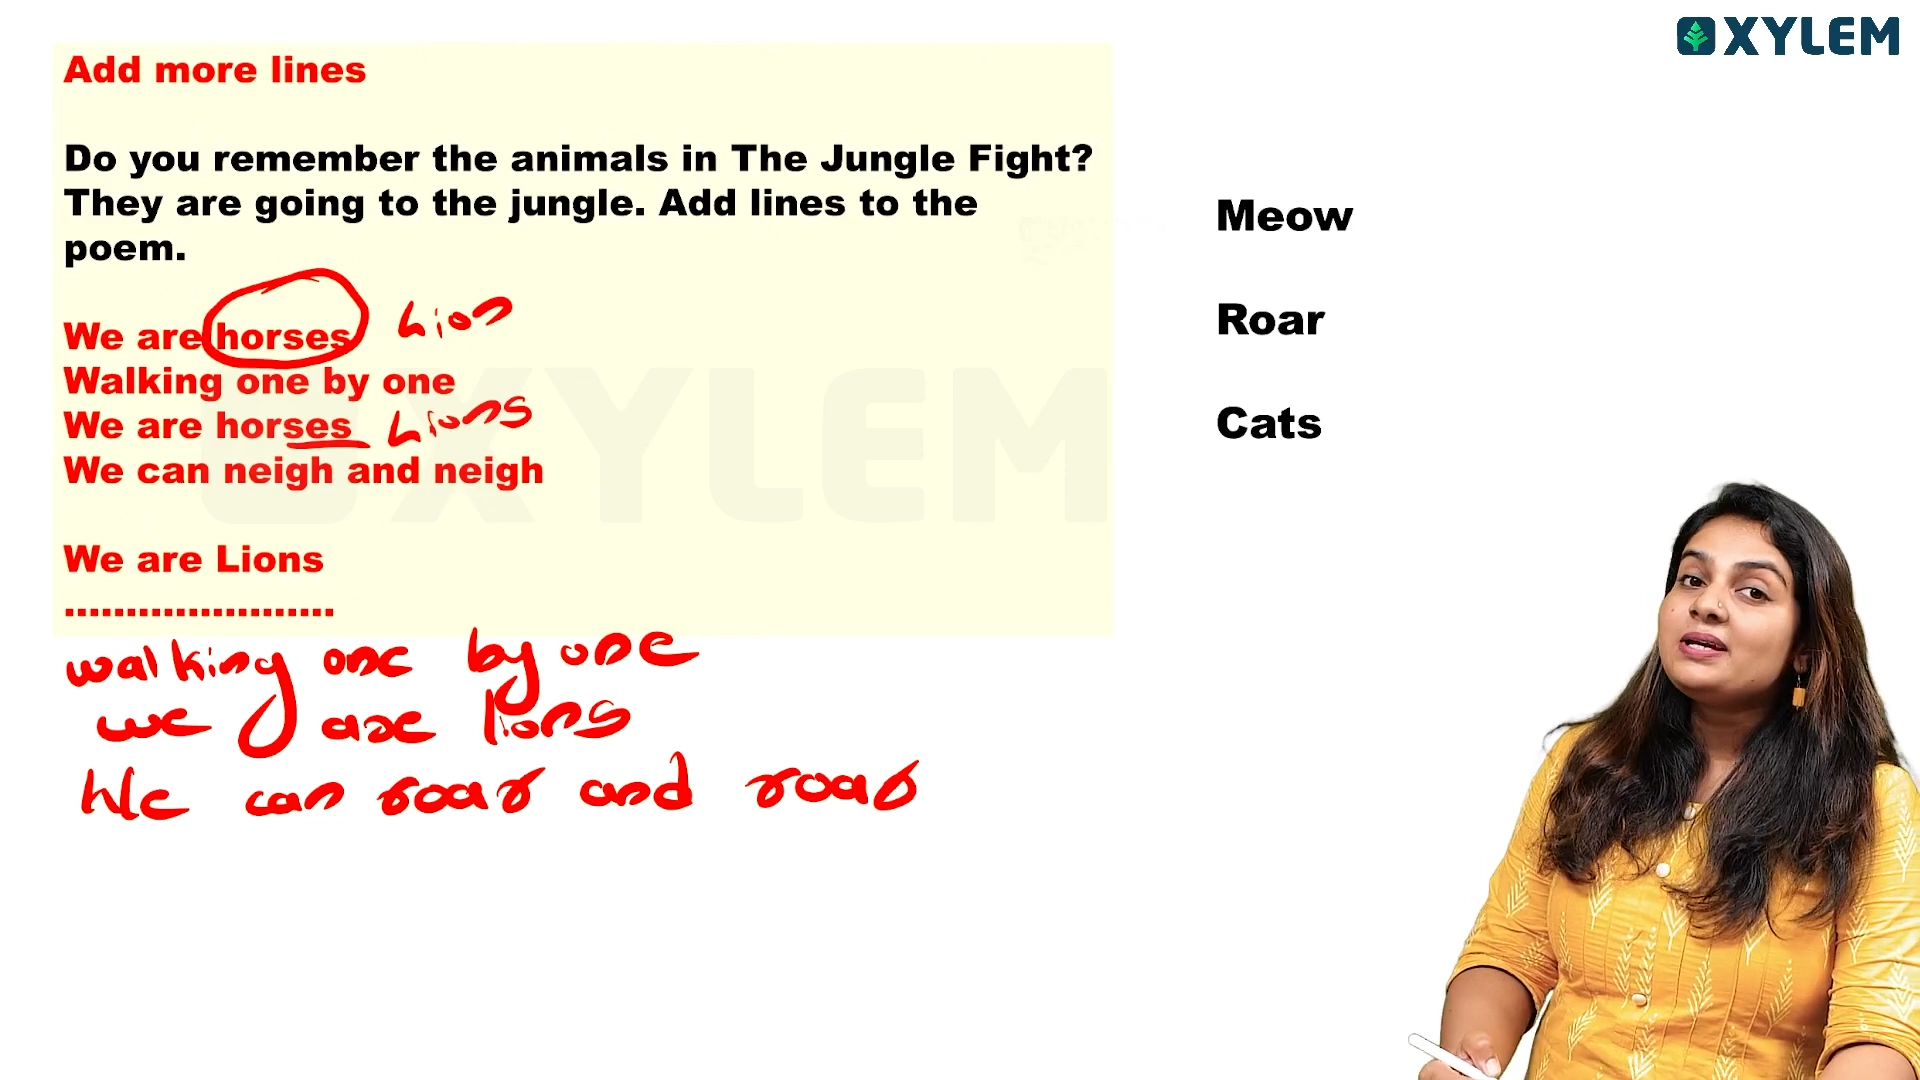 XYLEM
Add more lines
Do you remember the animals in The Jungle Fight?
They are going to the jungle. Add lines to the
poem.
We are horses Lion
Walking one by one
We are horses Lions
We can neigh and neigh
We are Lions
......................
walking one by one
we are lions
We can roar and roar
Meow
Roar
Cats
XYLEM